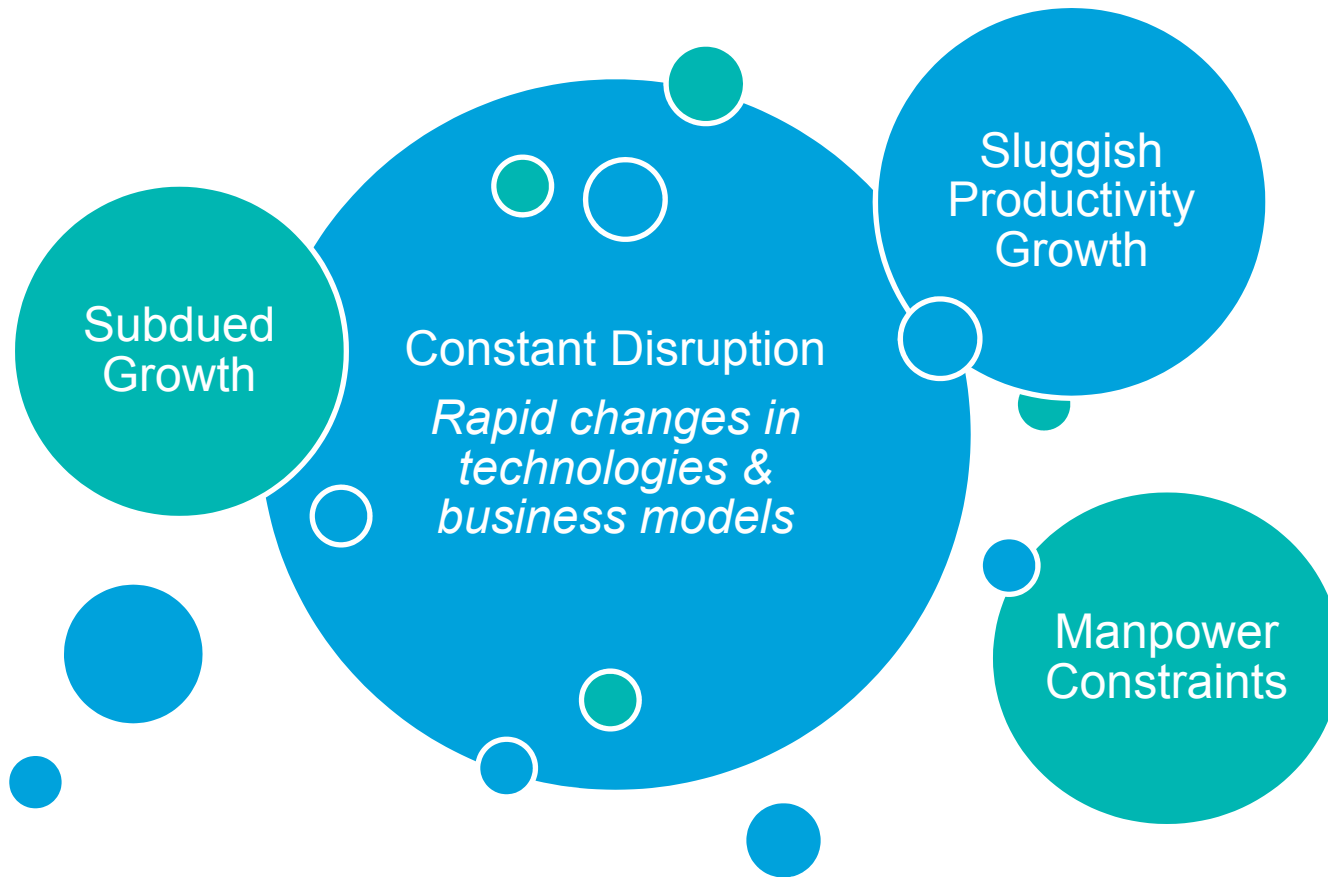 Subdued
Growth
Constant Disruption
Rapid changes in
technologies &
business models
Sluggish
Productivity
Growth
Manpower
Constraints